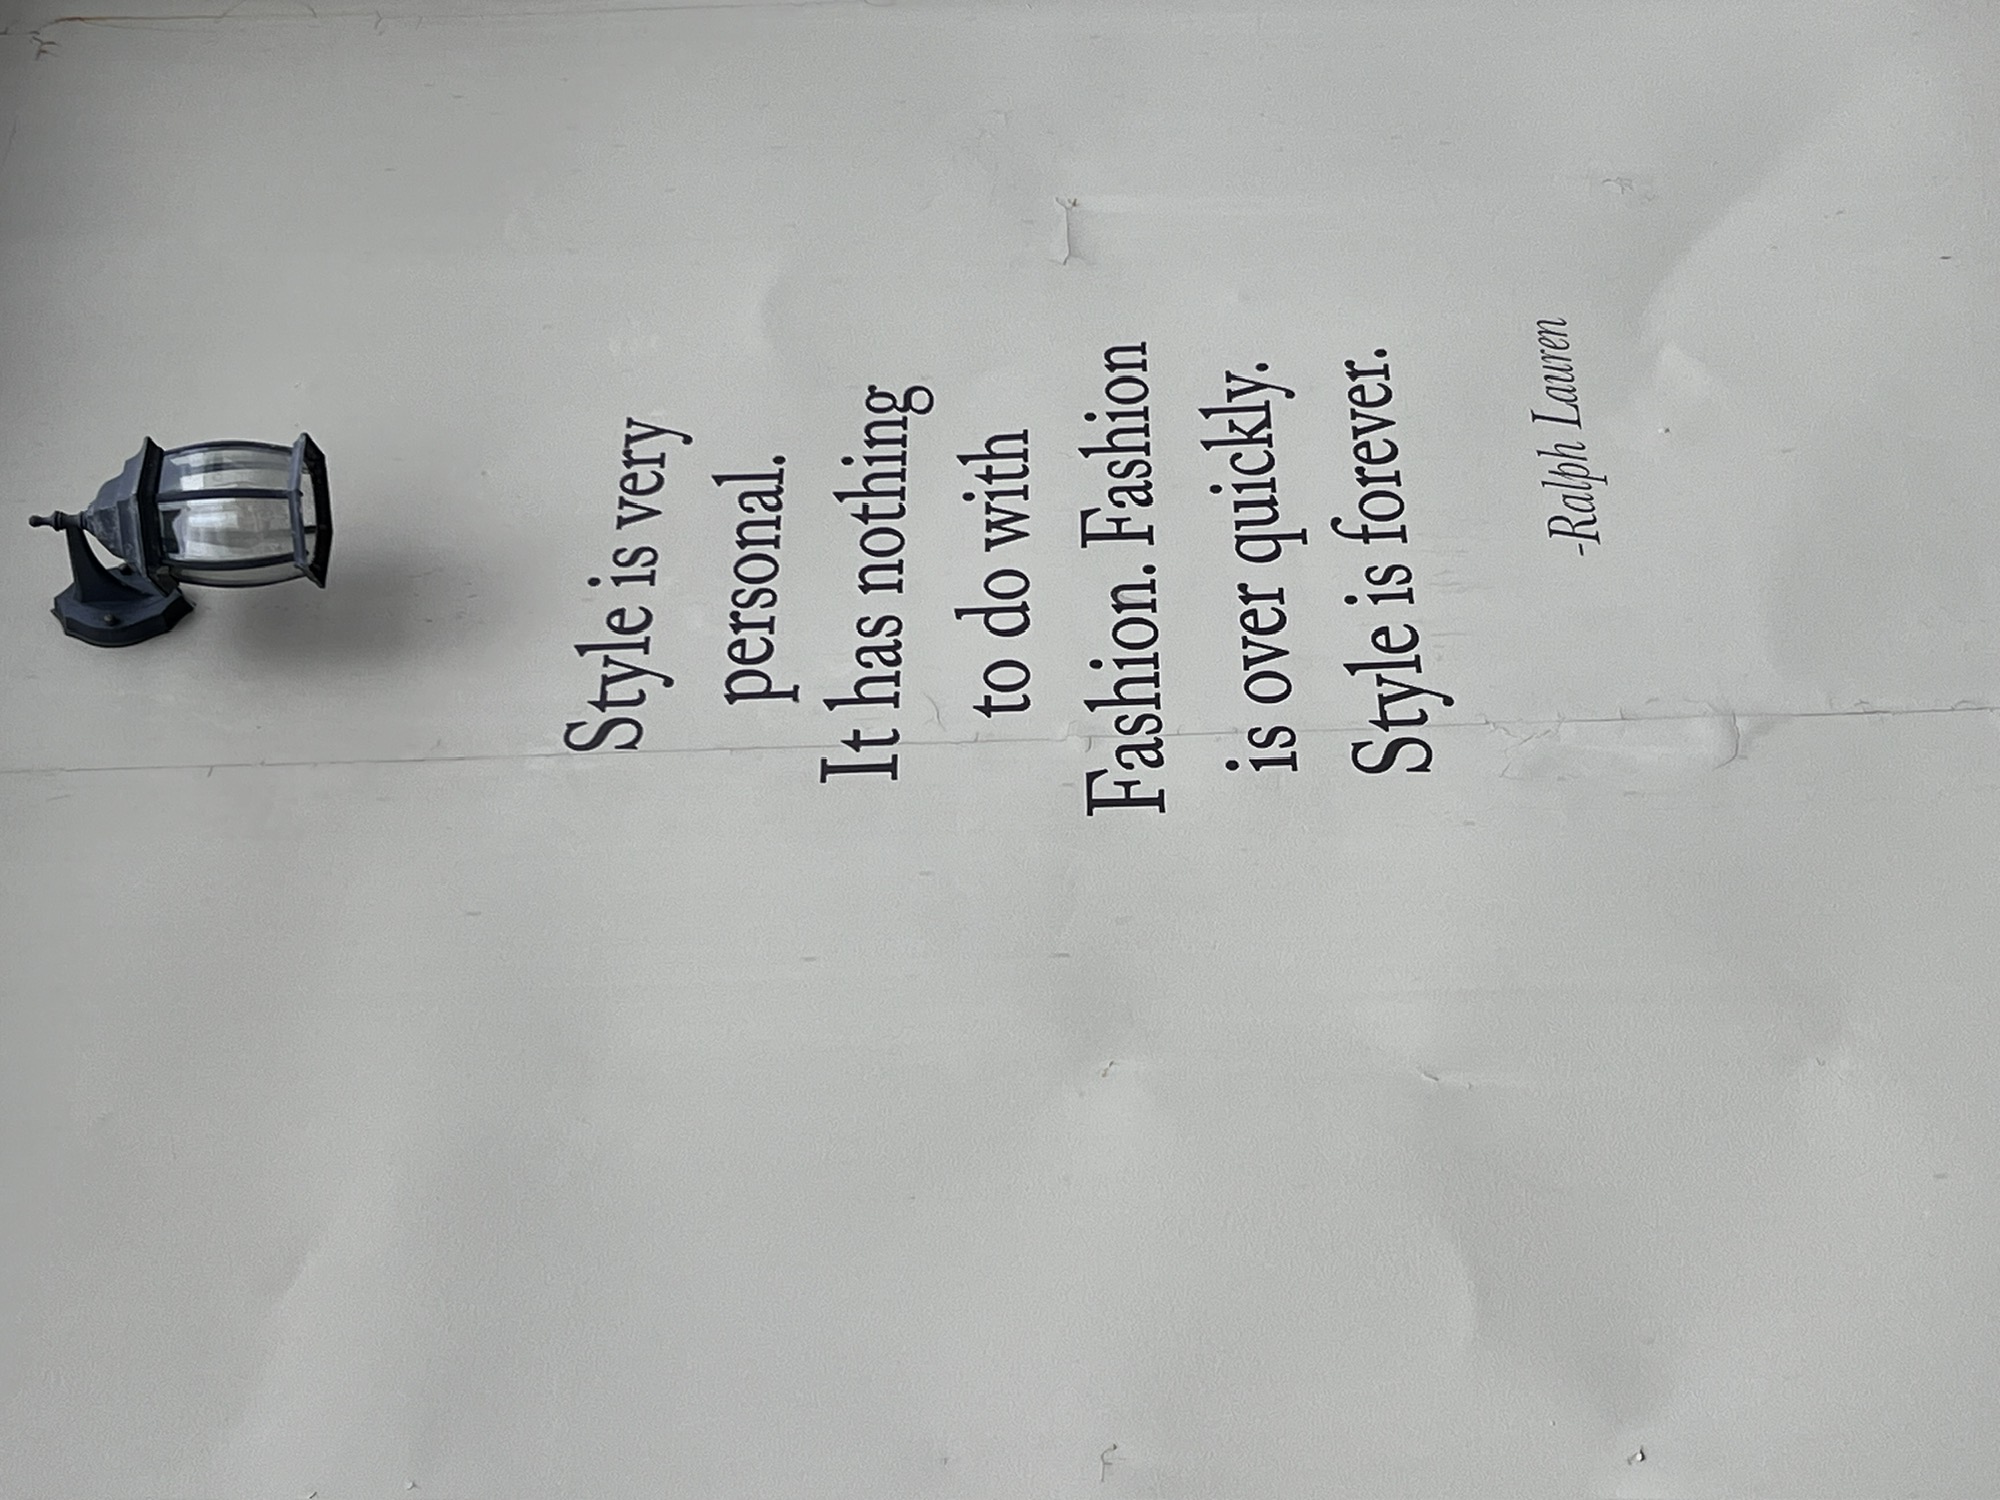 Style is very
personal.
It has nothing
to do with
Fashion. Fashion
is over quickly.
Style is forever.
-Ralph Lauren